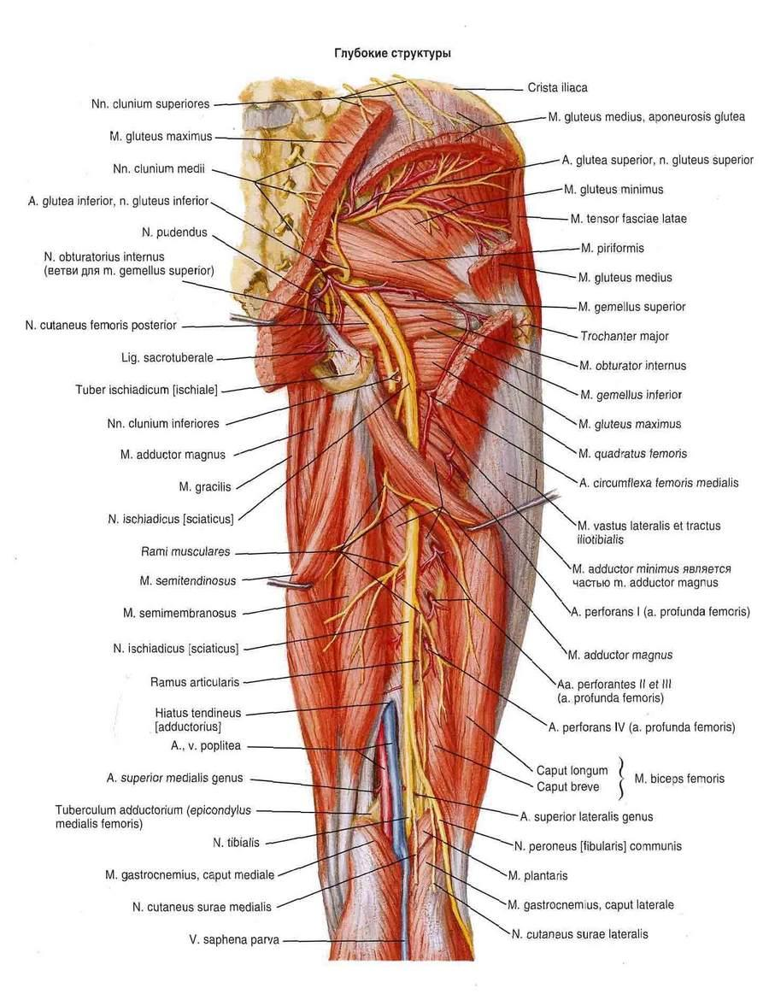 Глубокие структуры
Nn. clunium superiores
M. gluteus maximus
Nn. clunium medii
A. glutea inferior, n. gluteus inferior
N. pudendus
N. obturatorius internus
(ветви для m. gemellus superior)
N. cutaneus femoris posterior
Lig. sacrotuberale
Tuber ischiadicum [ischiale]
Nn. clunium inferiores
M. adductor magnus
M. gracilis
N. ischiadicus [sciaticus]
Rami musculares
M. semitendinosus
M. semimembranosus
N. ischiadicus [sciaticus]
Ramus articularis
Hiatus tendineus
[adductorius]
A., v. poplitea
A. superior medialis genus
Tuberculum adductorium (epicondylus
medialis femoris)
N. tibialis
M. gastrocnemius, caput mediale
N. cutaneus surae medialis
V. saphena parva
Crista iliaca
M. gluteus medius, aponeurosis glutea
A. glutea superior, n. gluteus superior
M. gluteus minimus
M. tensor fasciae latae
M. piriformis
M. gluteus medius
M. gemellus superior
Trochanter major
M. obturator internus
M. gemellus inferior
M. gluteus maximus
M. quadratus femoris
A. circumflexa femoris medialis
M. vastus lateralis et tractus
iliotibialis
M. adductor minimus является
частью m. adductor magnus
A. perforans I (a. profunda femoris)
M. adductor magnus
Aa. perforantes II et III
(a. profunda femoris)
A. perforans IV (a. profunda femoris)
Caput longum
Caput breve
M. biceps femoris
A. superior lateralis genus
N. peroneus [fibularis] communis
M. plantaris
M. gastrocnemius, caput laterale
N. cutaneus surae lateralis